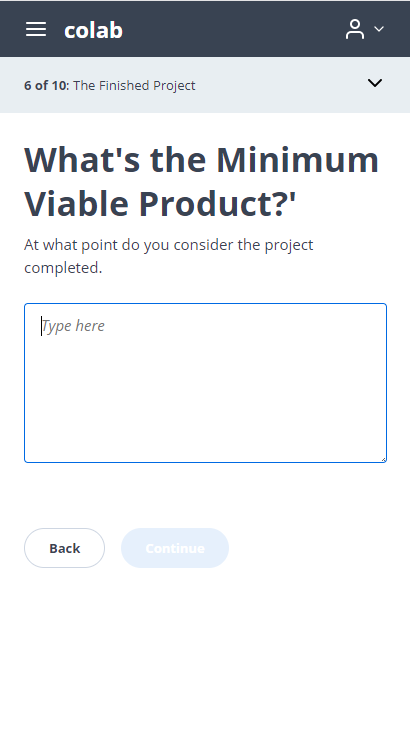 colab
6 of 10: The Finished Project
What's the Minimum
Viable Product?'
At what point do you consider the project
completed.
Type here
Back
Continue